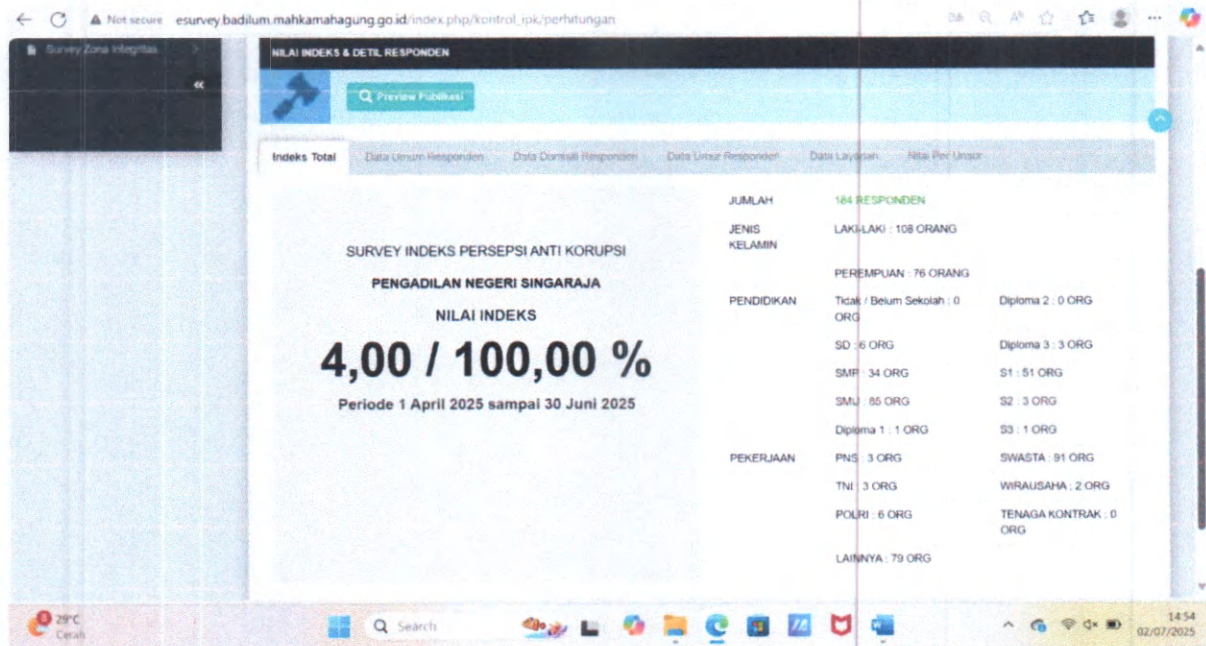 Not secure esurvey.badilum.mahkamahagung.go.id/index.php/kontrol_ipk/perhitungan
Survey Zona Integritas
NILAI INDEKS & DETIL RESPONDEN
Preview Publikasi
Indeks Total Data Umum Responden Data Domisili Responden Data Umur Responden Data Layanan Nilai Per Unsur
SURVEY INDEKS PERSEPSI ANTI KORUPSI
PENGADILAN NEGERI SINGARAJA
NILAI INDEKS
4,00 / 100,00 %
Periode 1 April 2025 sampai 30 Juni 2025
JUMLAH 184 RESPONDEN
JENIS KELAMIN LAKI-LAKI : 108 ORANG
PEREMPUAN : 76 ORANG
PENDIDIKAN Tidak / Belum Sekolah : 0 ORG Diploma 2 : 0 ORG
SD : 6 ORG Diploma 3 : 3 ORG
SMP : 34 ORG S1 : 51 ORG
SMU : 85 ORG S2 : 3 ORG
Diploma 1 : 1 ORG S3 : 1 ORG
PEKERJAAN PNS : 3 ORG SWASTA : 91 ORG
TNI : 3 ORG WIRAUSAHA : 2 ORG
POLRI : 6 ORG TENAGA KONTRAK : 0 ORG
LAINNYA : 79 ORG
29°C
Cerah
Search
14:54
02/07/2025